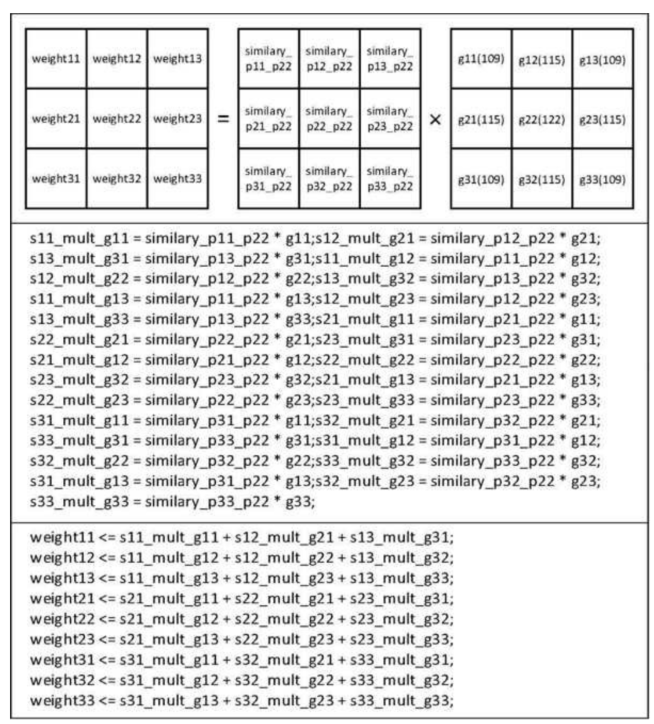 weight11 weight12 weight13 similary_ p11_p22 similary_ p12_p22 similary_ p13_p22 g11(109) g12(115) g13(109)
weight21 weight22 weight23 = similary_ p21_p22 similary_ p22_p22 similary_ p23_p22 × g21(115) g22(122) g23(115)
weight31 weight32 weight33 similary_ p31_p22 similary_ p32_p22 similary_ p33_p22 g31(109) g32(115) g33(109)
s11_mult_g11 = similary_p11_p22 * g11;s12_mult_g21 = similary_p12_p22 * g21;
s13_mult_g31 = similary_p13_p22 * g31;s11_mult_g12 = similary_p11_p22 * g12;
s12_mult_g22 = similary_p12_p22 * g22;s13_mult_g32 = similary_p13_p22 * g32;
s11_mult_g13 = similary_p11_p22 * g13;s12_mult_g23 = similary_p12_p22 * g23;
s13_mult_g33 = similary_p13_p22 * g33;s21_mult_g11 = similary_p21_p22 * g11;
s22_mult_g21 = similary_p22_p22 * g21;s23_mult_g31 = similary_p23_p22 * g31;
s21_mult_g12 = similary_p21_p22 * g12;s22_mult_g22 = similary_p22_p22 * g22;
s23_mult_g32 = similary_p23_p22 * g32;s21_mult_g13 = similary_p21_p22 * g13;
s22_mult_g23 = similary_p22_p22 * g23;s23_mult_g33 = similary_p23_p22 * g33;
s31_mult_g11 = similary_p31_p22 * g11;s32_mult_g21 = similary_p32_p22 * g21;
s33_mult_g31 = similary_p33_p22 * g31;s31_mult_g12 = similary_p31_p22 * g12;
s32_mult_g22 = similary_p32_p22 * g22;s33_mult_g32 = similary_p33_p22 * g32;
s31_mult_g13 = similary_p31_p22 * g13;s32_mult_g23 = similary_p32_p22 * g23;
s33_mult_g33 = similary_p33_p22 * g33;
weight11 <= s11_mult_g11 + s12_mult_g21 + s13_mult_g31;
weight12 <= s11_mult_g12 + s12_mult_g22 + s13_mult_g32;
weight13 <= s11_mult_g13 + s12_mult_g23 + s13_mult_g33;
weight21 <= s21_mult_g11 + s22_mult_g21 + s23_mult_g31;
weight22 <= s21_mult_g12 + s22_mult_g22 + s23_mult_g32;
weight23 <= s21_mult_g13 + s22_mult_g23 + s23_mult_g33;
weight31 <= s31_mult_g11 + s32_mult_g21 + s33_mult_g31;
weight32 <= s31_mult_g12 + s32_mult_g22 + s33_mult_g32;
weight33 <= s31_mult_g13 + s32_mult_g23 + s33_mult_g33;